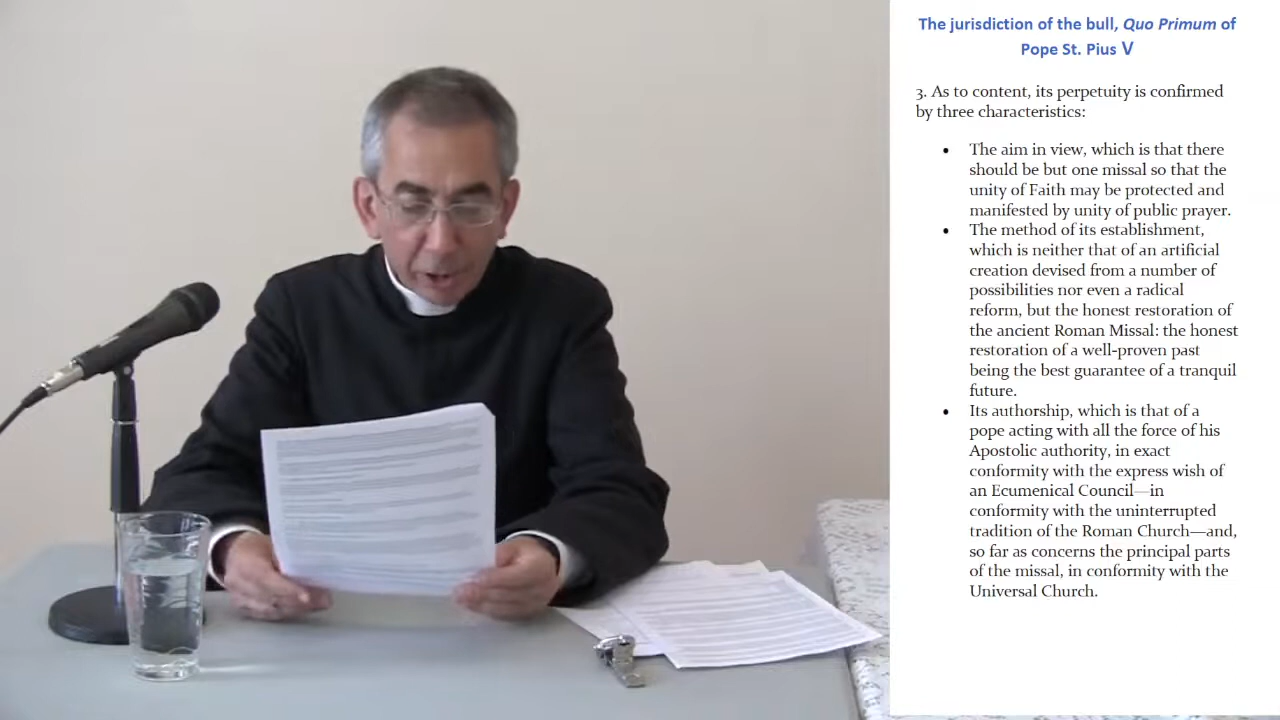 The jurisdiction of the bull, Quo Primum of
Pope St. Pius V
3. As to content, its perpetuity is confirmed
by three characteristics:
• The aim in view, which is that there
should be but one missal so that the
unity of Faith may be protected and
manifested by unity of public prayer.
• The method of its establishment,
which is neither that of an artificial
creation devised from a number of
possibilities nor even a radical
reform, but the honest restoration of
the ancient Roman Missal: the honest
restoration of a well-proven past
being the best guarantee of a tranquil
future.
• Its authorship, which is that of a
pope acting with all the force of his
Apostolic authority, in exact
conformity with the express wish of
an Ecumenical Council—in
conformity with the uninterrupted
tradition of the Roman Church—and,
so far as concerns the principal parts
of the missal, in conformity with the
Universal Church.